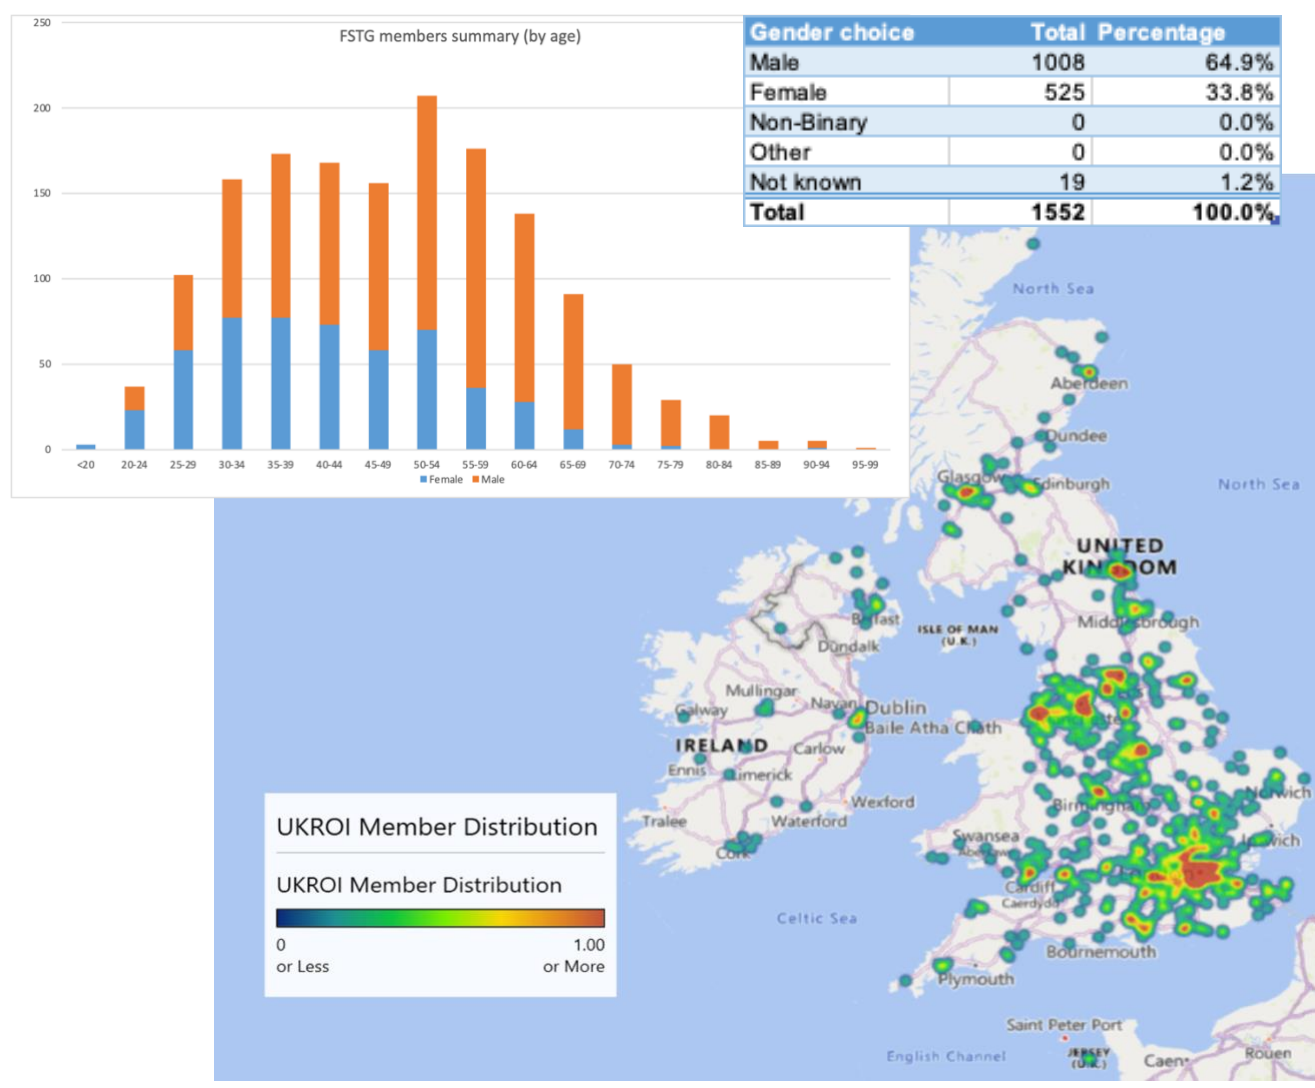 FSTG members summary (by age)
250
200
150
100
50
0
<20 20-24 25-29 30-34 35-39 40-44 45-49 50-54 55-59 60-64 65-69 70-74 75-79 80-84 85-89 90-94 95-99
Female Male
Gender choice Total Percentage
Male 1008 64.9%
Female 525 33.8%
Non-Binary 0 0.0%
Other 0 0.0%
Not known 19 1.2%
Total 1552 100.0%
North Sea
Aberdeen
Dundee
Glasgow
Edinburgh
North Sea
UNITED
KINGDOM
Belfast
ISLE OF MAN
(U.K.)
Middlesbrough
Dundalk
Mullingar
Navan
Dublin
Galway
Baile Atha Cliath
IRELAND
Carlow
Ennis
Limerick
Norwich
Birmingham
Wexford
Tralee
Waterford
Swansea
Ipswich
Cork
Cardiff
Caerdydd
Celtic Sea
Bournemouth
Plymouth
Saint Peter Port
JERSEY
(U.K.)
English Channel
Caen
Rouen
UKROI Member Distribution
UKROI Member Distribution
0 1.00
or Less or More